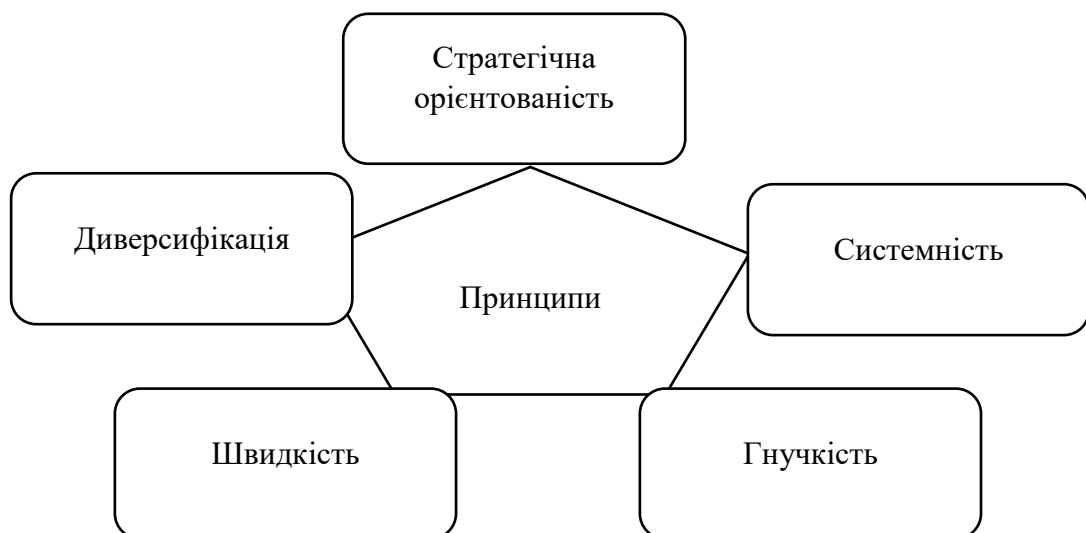 Стратегічна
орієнтованість
Диверсифікація
Системність
Принципи
Швидкість
Гнучкість